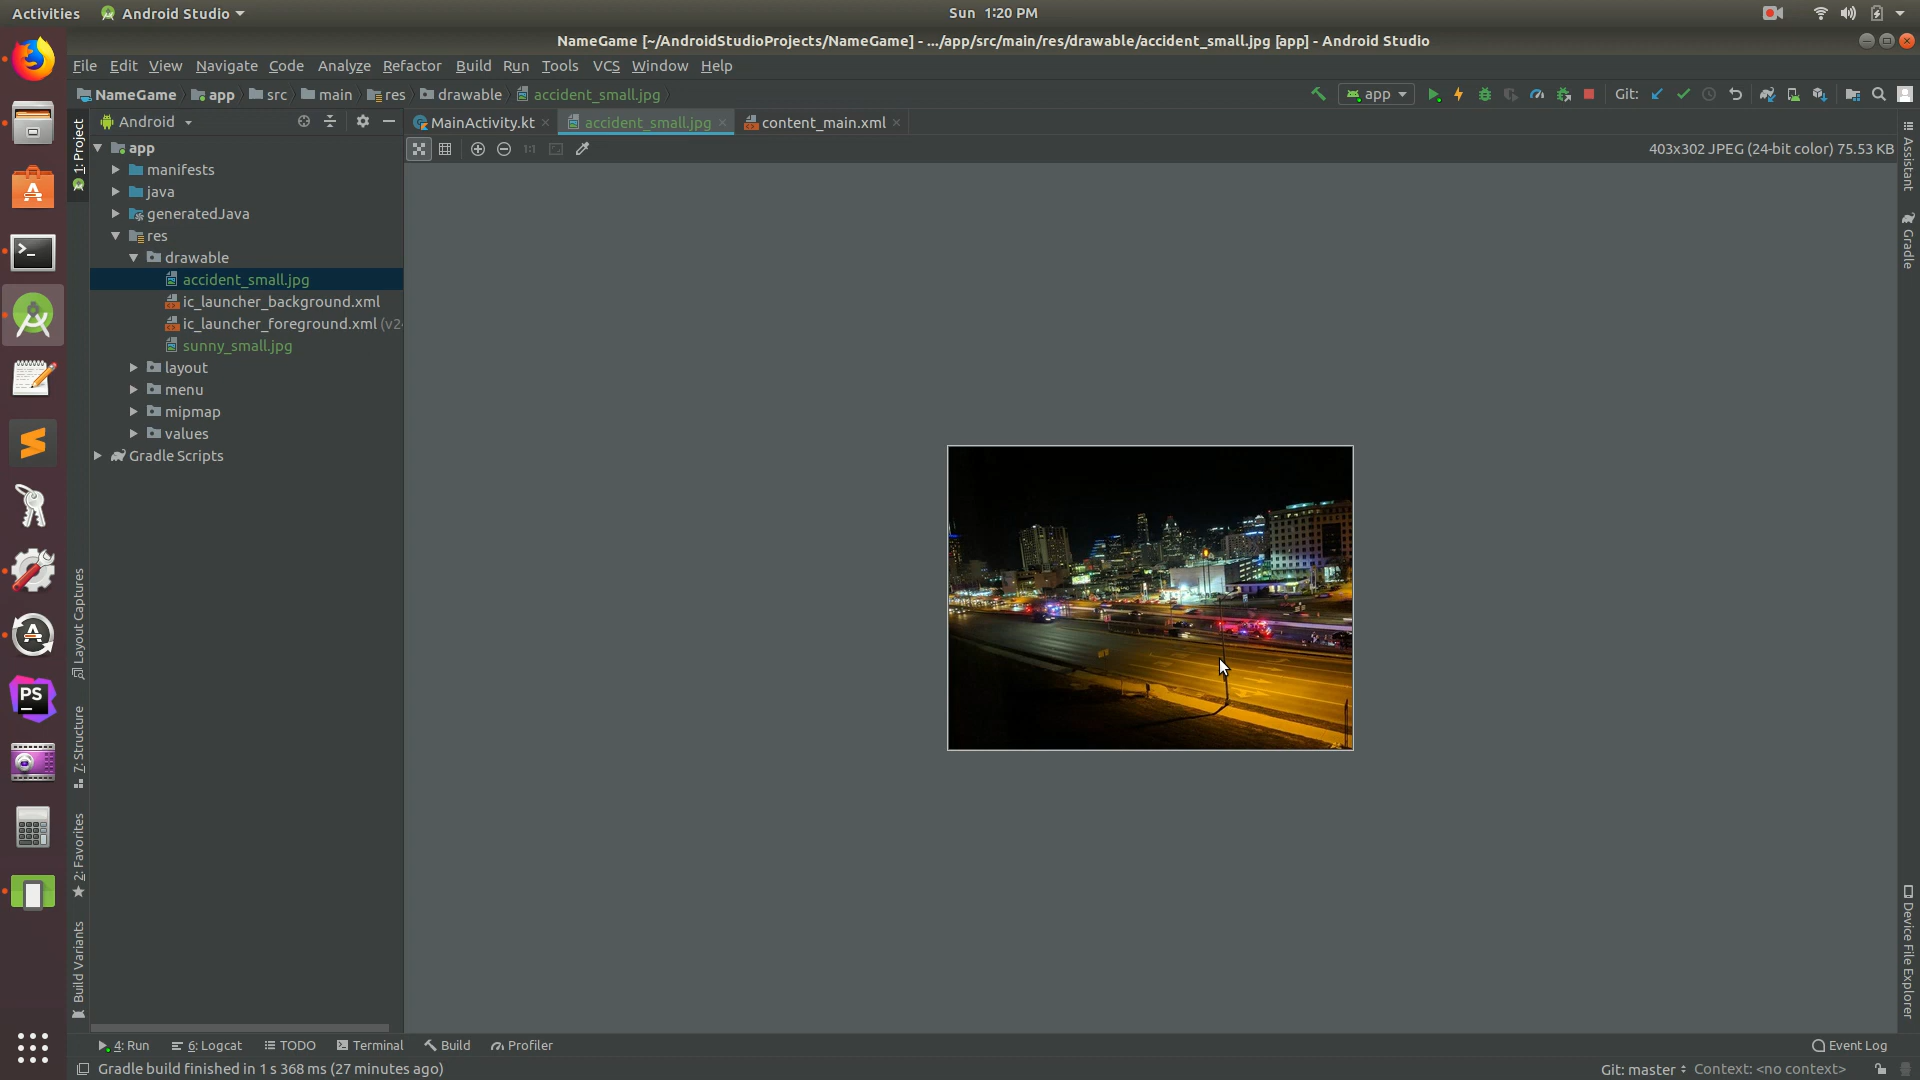 Activities Android Studio Sun 1:20 PM
NameGame [~/AndroidStudioProjects/NameGame] - .../app/src/main/res/drawable/accident_small.jpg [app] - Android Studio
File Edit View Navigate Code Analyze Refactor Build Run Tools VCS Window Help
NameGame app src main res drawable accident_small.jpg app Git:
Android MainActivity.kt accident_small.jpg content_main.xml
1:1 403x302 JPEG (24-bit color) 75.53 KB
app
manifests
java
generatedJava
res
drawable
accident_small.jpg
ic_launcher_background.xml
ic_launcher_foreground.xml (v2
sunny_small.jpg
layout
menu
mipmap
values
Gradle Scripts
1: Project
Layout Captures
7: Structure
2: Favorites
Build Variants
Assistant
Gradle
Device File Explorer
PS
4: Run 6: Logcat TODO Terminal Build Profiler Event Log
Gradle build finished in 1 s 368 ms (27 minutes ago) Git: master Context: <no context>